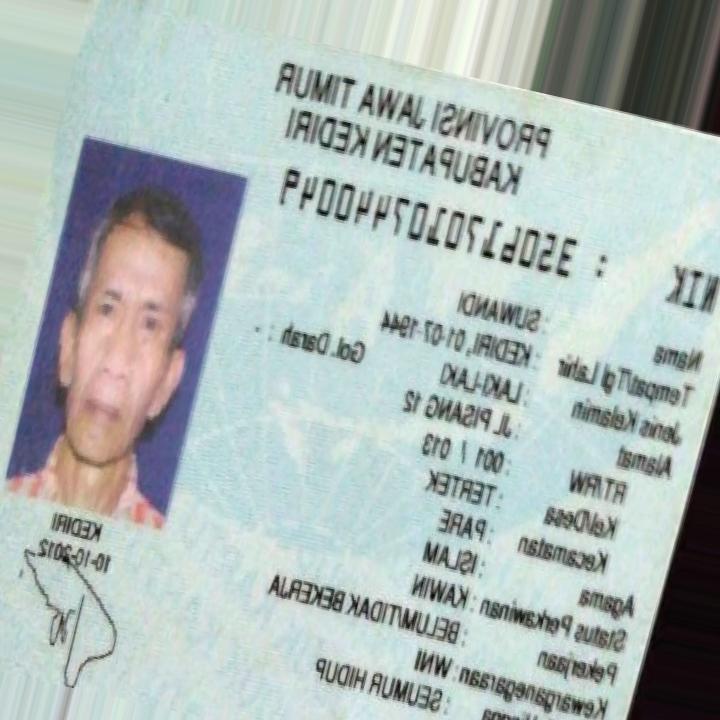 PROVINSI JAWA TIMUR
KABUPATEN KEDIRI
NIK : 3506170107440049
Nama : SUWANDI
Tempat/Tgl Lahir : KEDIRI, 01-07-1944
Jenis Kelamin : LAKI-LAKI Gol. Darah : -
Alamat : JL PISANG 12
RT/RW : 001 / 013
Kel/Desa : TERTEK
Kecamatan : PARE
Agama : ISLAM
Status Perkawinan : KAWIN
Pekerjaan : BELUM/TIDAK BEKERJA
Kewarganegaraan : WNI
: SEUMUR HIDUP
KEDIRI
10-10-2012